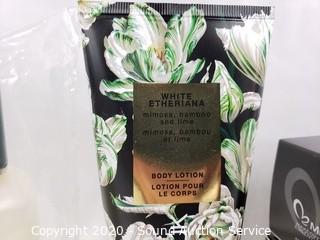 WHITE
ETHERIANA
mimosa, bamboo
and lime
mimosa, bambou
et lime
BODY LOTION
LOTION POUR
LE CORPS
Copyright 2020 - Sound Auction Service